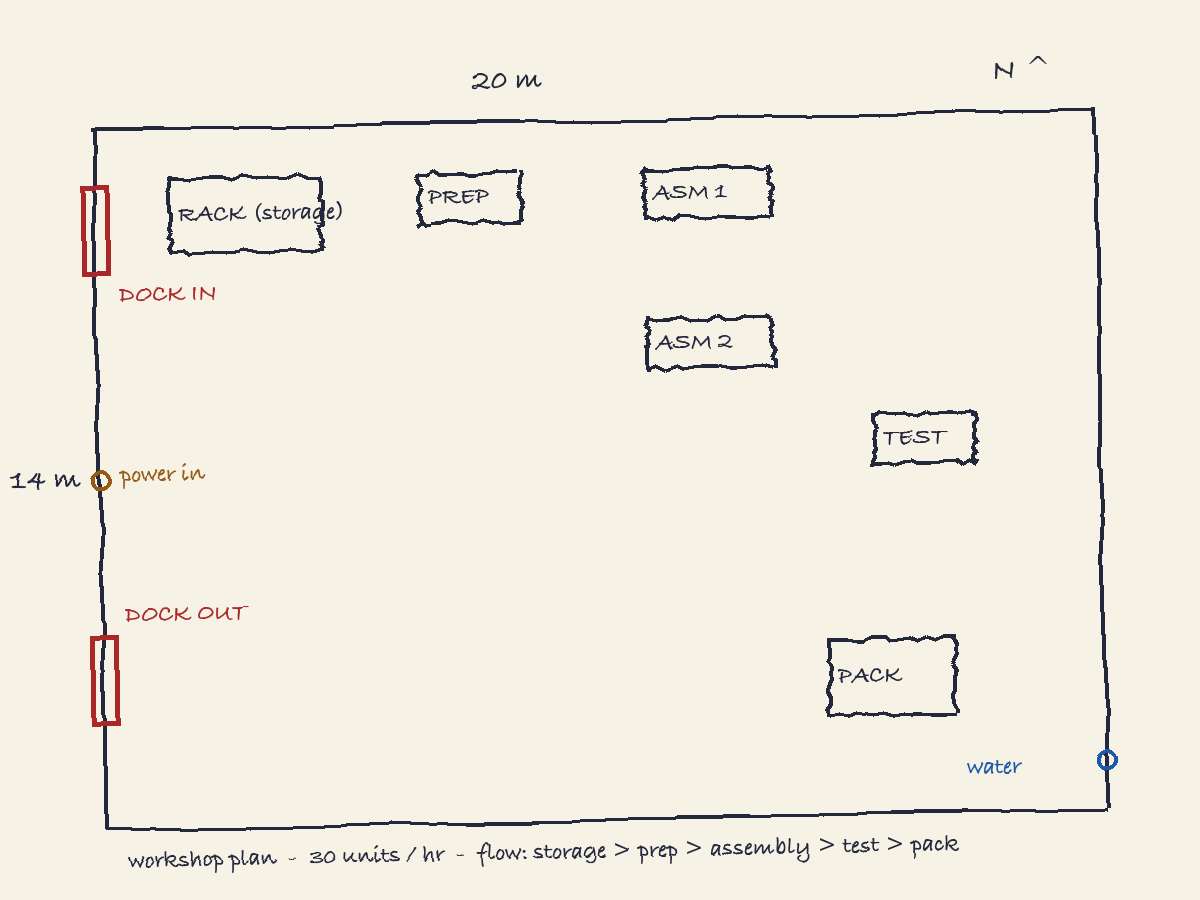 20 m
N ^
RACK (storage)
PREP
ASM 1
DOCK IN
ASM 2
TEST
14 m
power in
DOCK OUT
PACK
water
workshop plan - 30 units / hr - flow: storage > prep > assembly > test > pack